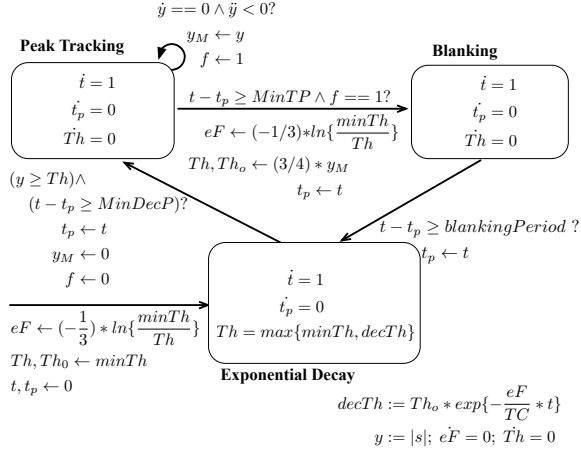 ẏ == 0 ∧ ÿ < 0?
y_M ← y
f ← 1
Peak Tracking
ṫ = 1
ṫ_p = 0
Ṫh = 0
t − t_p ≥ MinTP ∧ f == 1?
eF ← (−1/3)*ln{minTh/Th}
Th, Th_o ← (3/4) * y_M
t_p ← t
Blanking
ṫ = 1
ṫ_p = 0
Ṫh = 0
(y ≥ Th)∧
(t − t_p ≥ MinDecP)?
t_p ← t
y_M ← 0
f ← 0
t − t_p ≥ blankingPeriod ?
t_p ← t
ṫ = 1
ṫ_p = 0
Th = max{minTh, decTh}
Exponential Decay
eF ← (−1/3) * ln{minTh/Th}
Th, Th_0 ← minTh
t, t_p ← 0
decTh := Th_o * exp{−eF/TC * t}
y := |s|; eḞ = 0; Ṫh = 0